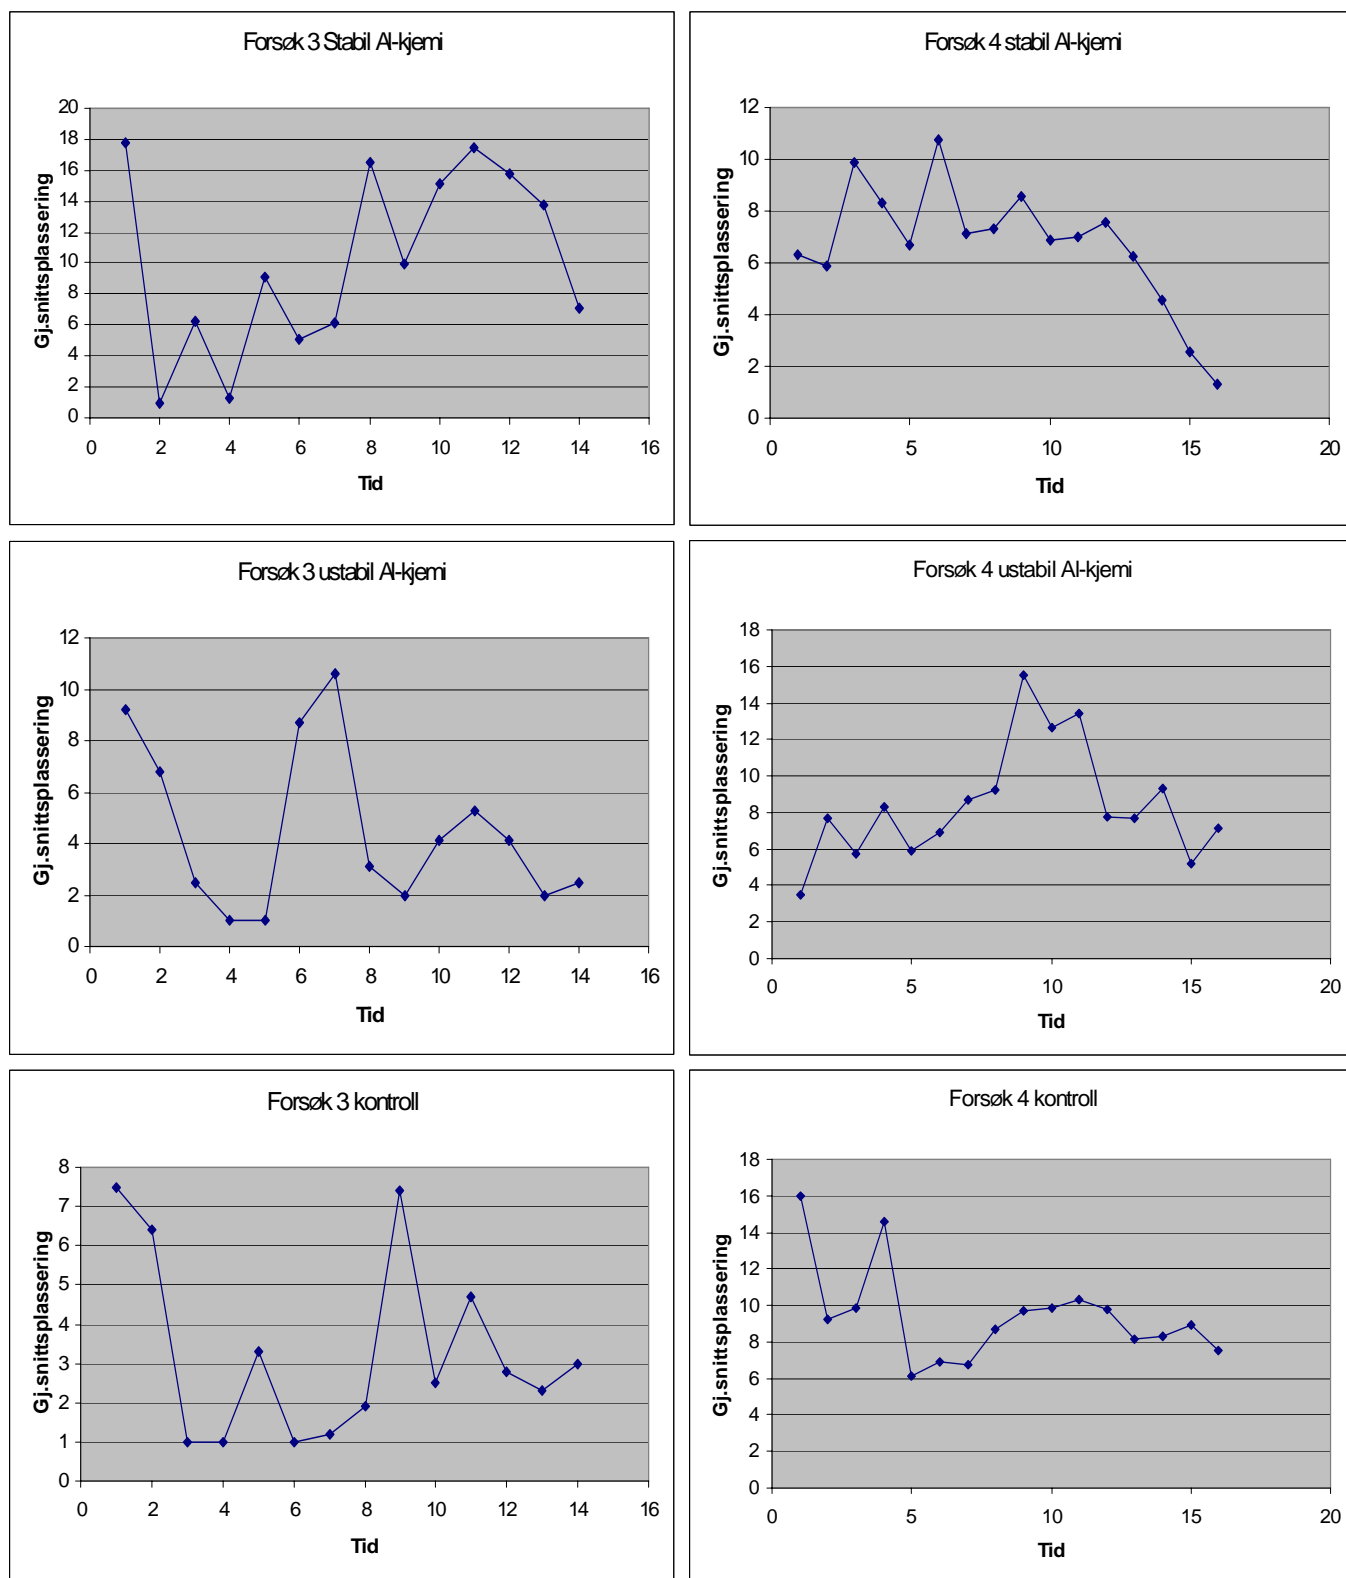 Forsøk 3 Stabil Al-kjemi
Gj.snittsplassering
20
18
16
14
12
10
8
6
4
2
0
0 2 4 6 8 10 12 14 16
Tid
Forsøk 4 stabil Al-kjemi
Gj.snittsplassering
12
10
8
6
4
2
0
0 5 10 15 20
Tid
Forsøk 3 ustabil Al-kjemi
Gj.snittsplassering
12
10
8
6
4
2
0
0 2 4 6 8 10 12 14 16
Tid
Forsøk 4 ustabil Al-kjemi
Gj.snittsplassering
18
16
14
12
10
8
6
4
2
0
0 5 10 15 20
Tid
Forsøk 3 kontroll
Gj.snittsplassering
8
7
6
5
4
3
2
1
0
0 2 4 6 8 10 12 14 16
Tid
Forsøk 4 kontroll
Gj.snittsplassering
18
16
14
12
10
8
6
4
2
0
0 5 10 15 20
Tid